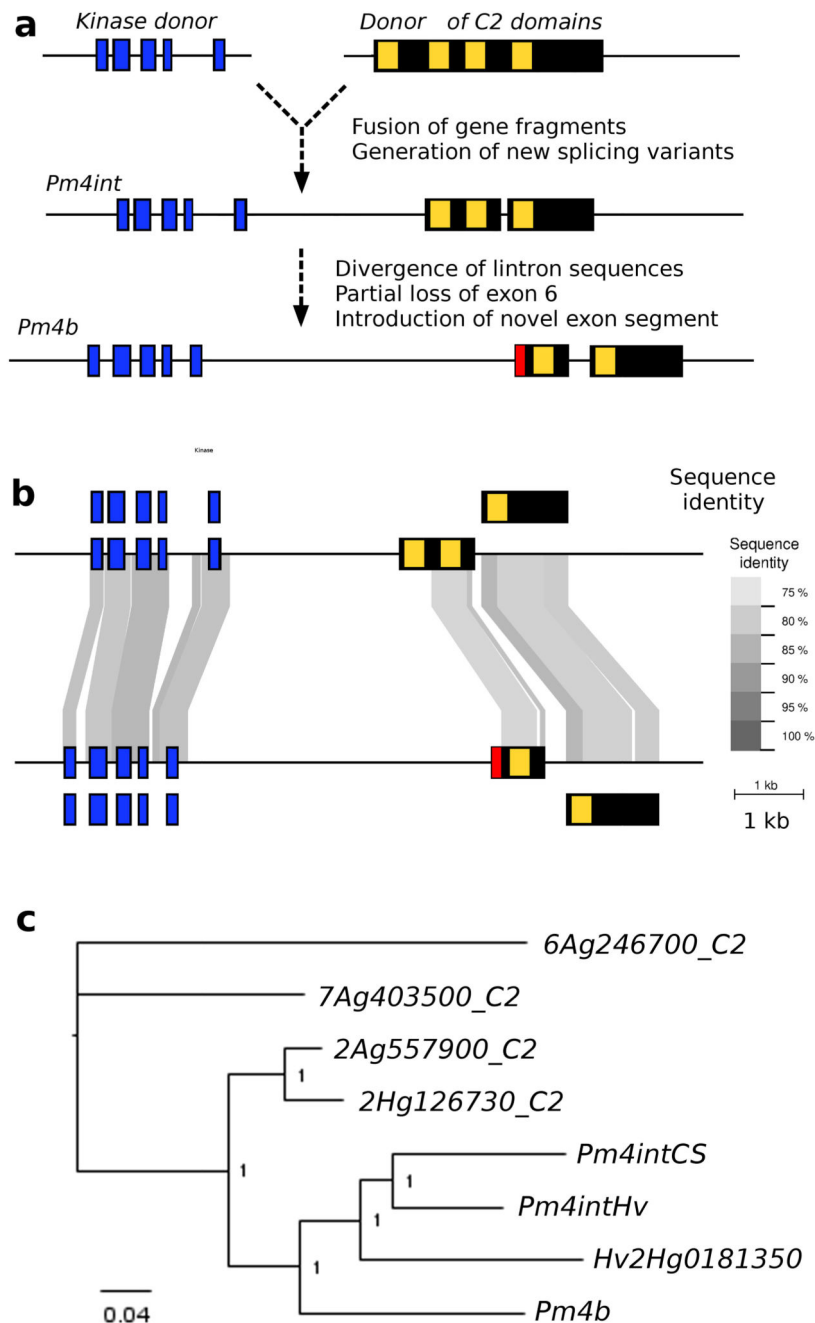 a
Kinase donor
Donor of C2 domains
Fusion of gene fragments
Generation of new splicing variants
Pm4int
Divergence of lintron sequences
Partial loss of exon 6
Introduction of novel exon segment
Pm4b
Kinase
b
Sequence
identity
Sequence
identity
75 %
80 %
85 %
90 %
95 %
100 %
1 kb
1 kb
c
6Ag246700_C2
7Ag403500_C2
2Ag557900_C2
1
2Hg126730_C2
1
Pm4intCS
1
Pm4intHv
1
Hv2Hg0181350
1
Pm4b
0.04